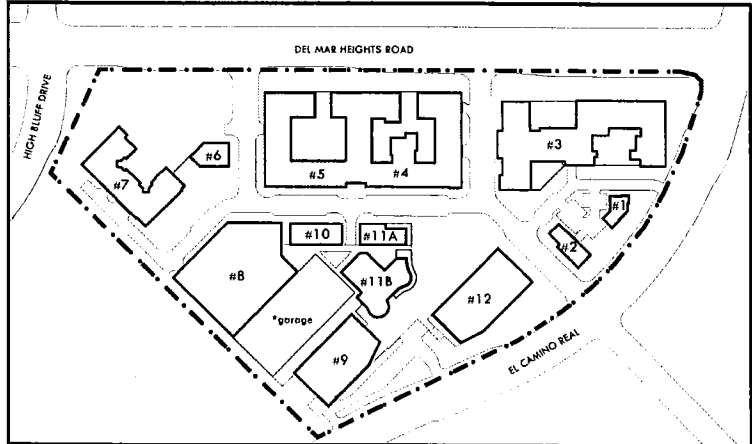 DEL MAR HEIGHTS ROAD
HIGH BLUFF DRIVE
#7
#6
#5
#4
#3
#1
#2
#10
#11A
#8
#11B
#12
*garage
#9
EL CAMINO REAL